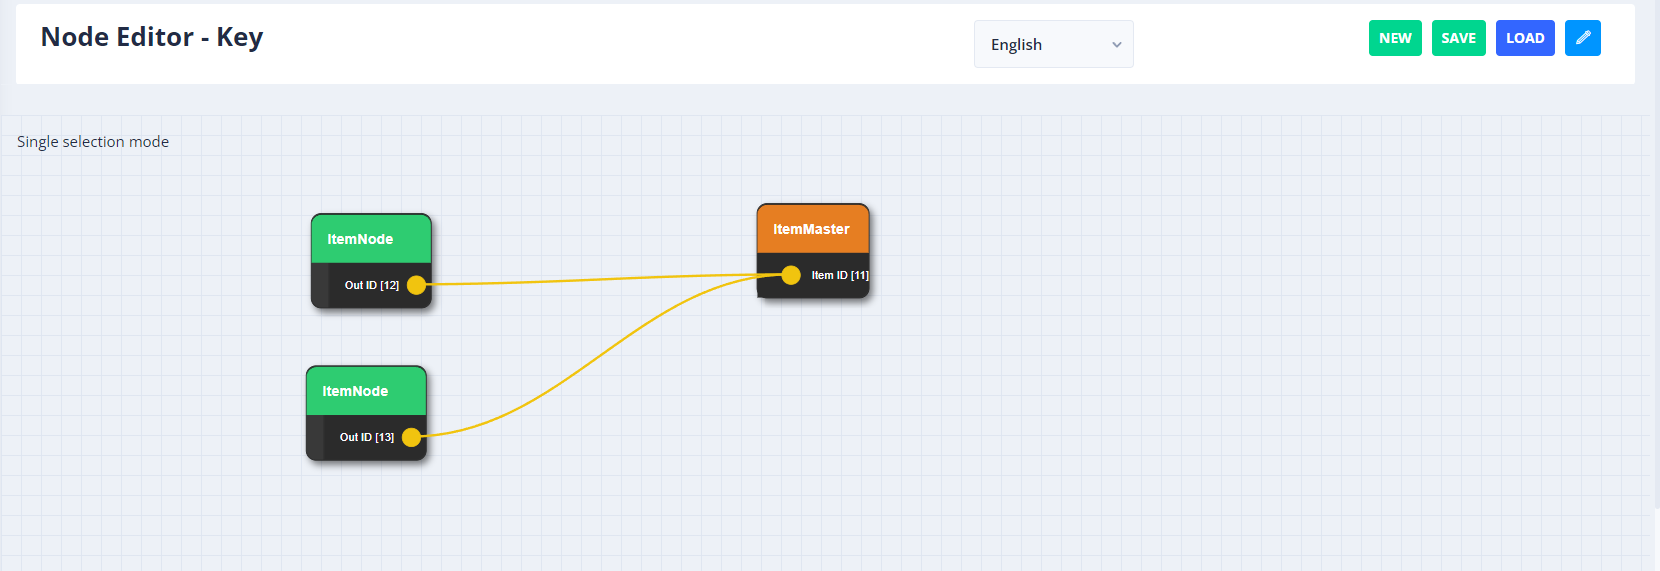 Node Editor - Key
English
NEW
SAVE
LOAD
Single selection mode
ItemNode
Out ID [12]
ItemMaster
Item ID [11]
ItemNode
Out ID [13]